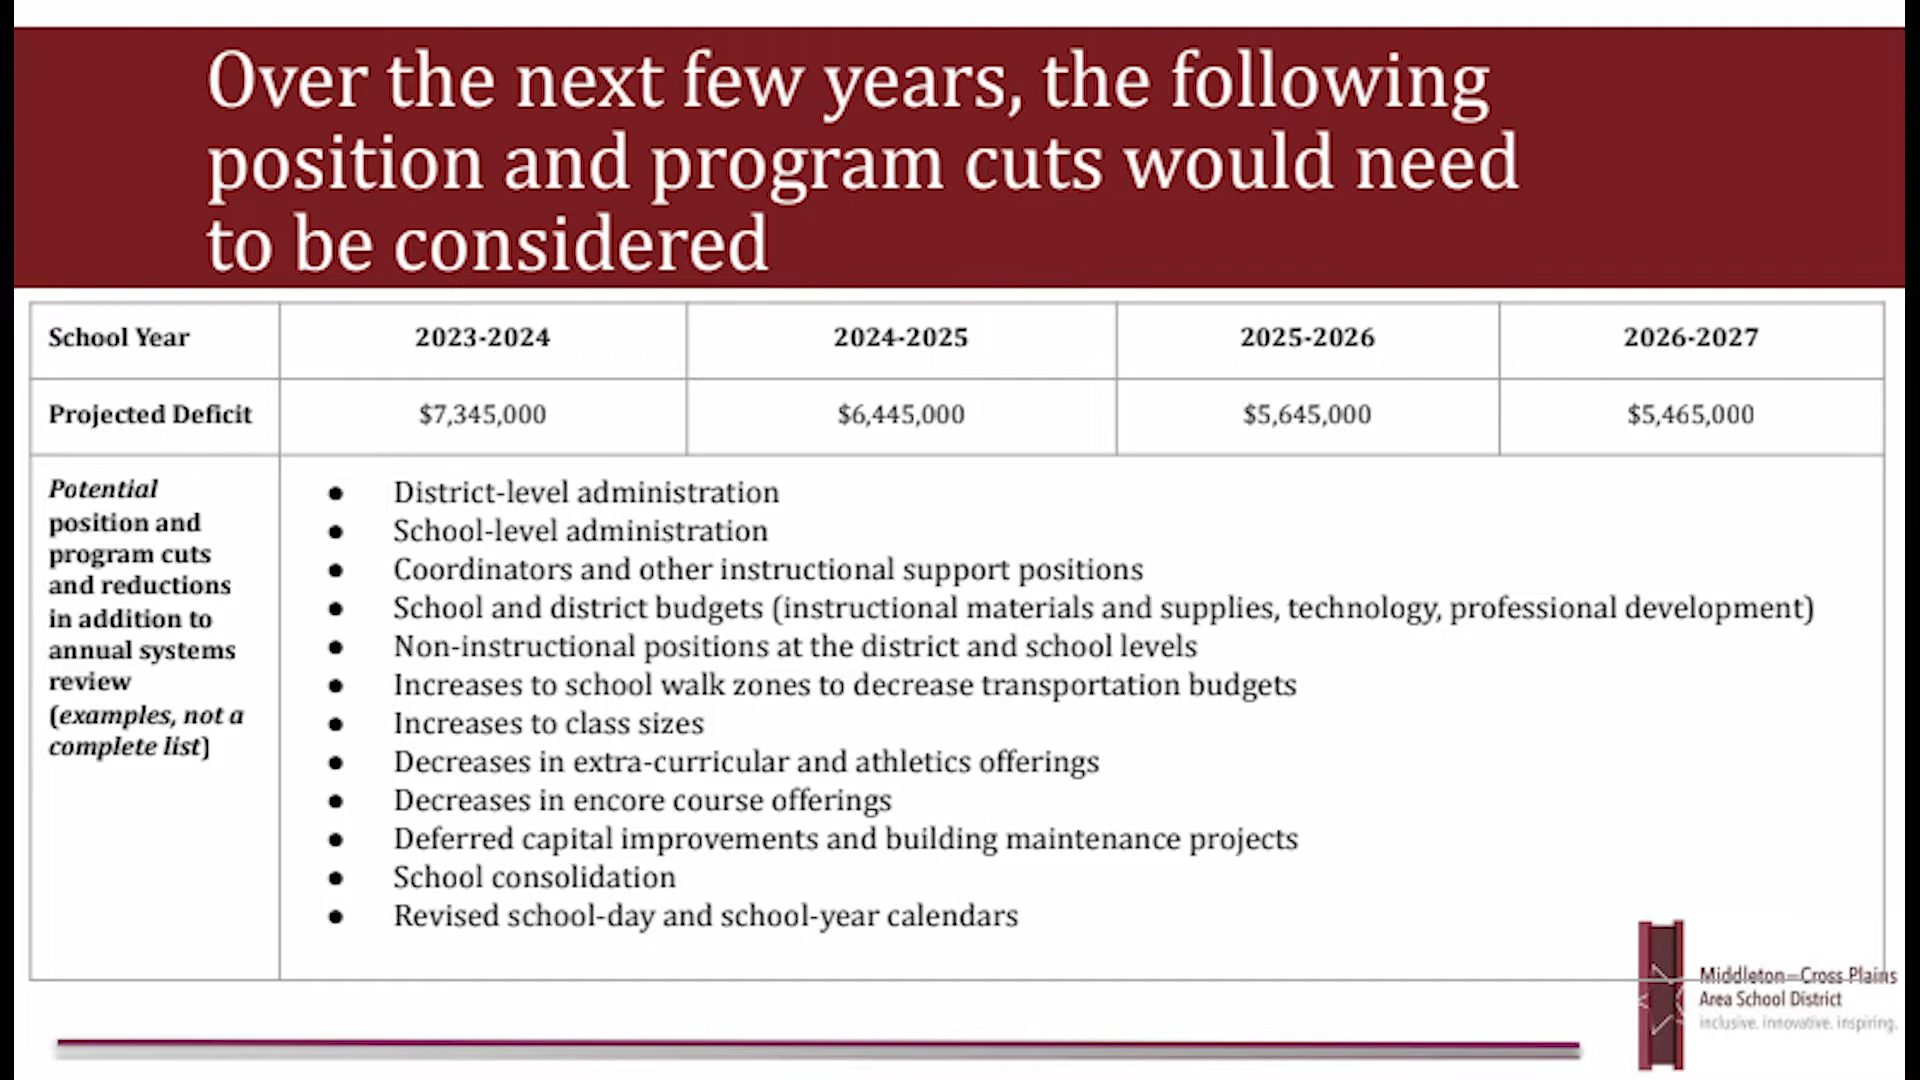 Over the next few years, the following
position and program cuts would need
to be considered
School Year 2023-2024 2024-2025 2025-2026 2026-2027
Projected Deficit $7,345,000 $6,445,000 $5,645,000 $5,465,000
Potential
position and
program cuts
and reductions
in addition to
annual systems
review
(examples, not a
complete list)
● District-level administration
● School-level administration
● Coordinators and other instructional support positions
● School and district budgets (instructional materials and supplies, technology, professional development)
● Non-instructional positions at the district and school levels
● Increases to school walk zones to decrease transportation budgets
● Increases to class sizes
● Decreases in extra-curricular and athletics offerings
● Decreases in encore course offerings
● Deferred capital improvements and building maintenance projects
● School consolidation
● Revised school-day and school-year calendars
Middleton–Cross Plains
Area School District
inclusive. innovative. inspiring.